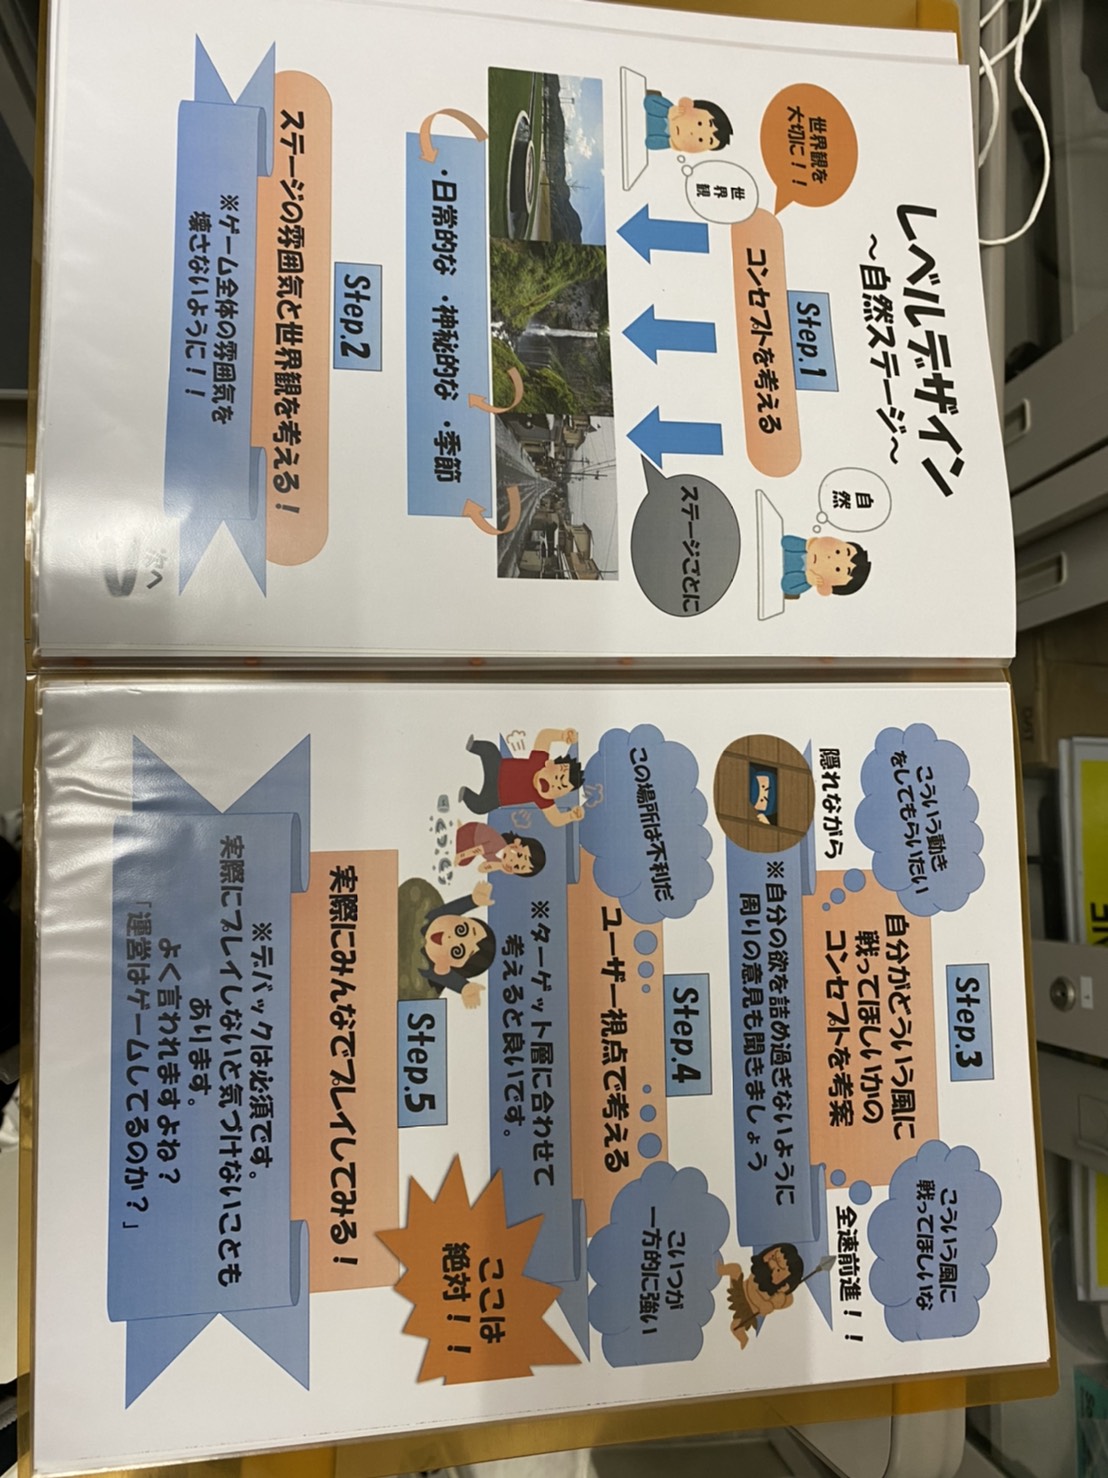 レベルデザイン
～自然ステージ～
Step.1
コンセプトを考える
世界観を
大切に！！
世
界
観
自
然
ステージごとに
・日常的な ・神秘的な ・季節
Step.2
ステージの雰囲気と世界観を考える！
※ゲーム全体の雰囲気を
壊さないように！！
次へ
Step.3
こういう動き
をしてもらいたい
こういう風に
戦ってほしいな
自分がどういう風に
戦ってほしいかの
コンセプトを考案
隠れながら
全速前進！！
※自分の欲を詰め過ぎないように
周りの意見も聞きましょう
Step.4
この場所は不利だ
こいつが
一方的に強い
ユーザー視点で考える
※ターゲット層に合わせて
考えると良いです。
Step.5
ここは
絶対！！
実際にみんなでプレイしてみる！
※デバックは必須です。
実際にプレイしないと気づけないことも
あります。
よく言われますよね？
「運営はゲームしてるのか？」